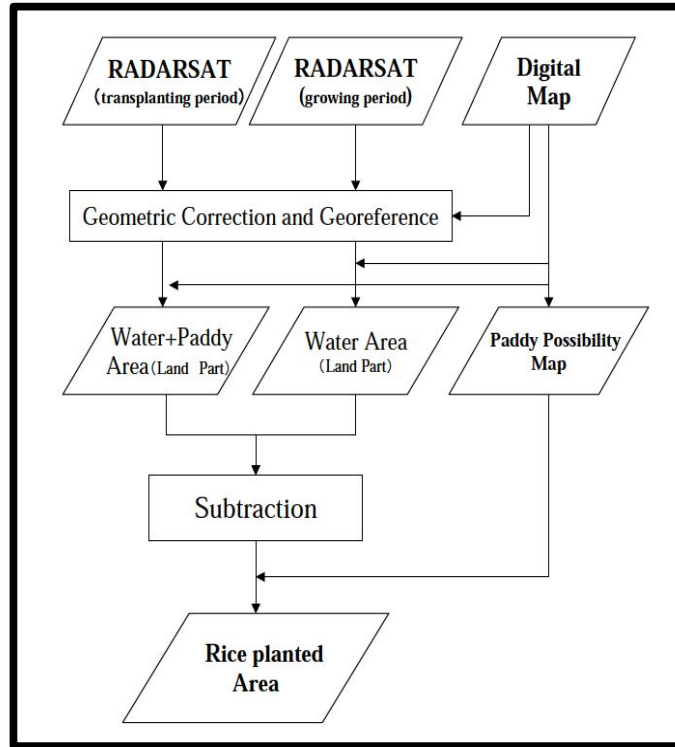 RADARSAT
(transplanting period)
RADARSAT
(growing period)
Digital
Map
Geometric Correction and Georeference
Water+Paddy
Area(Land Part)
Water Area
(Land Part)
Paddy Possibility
Map
Subtraction
Rice planted
Area